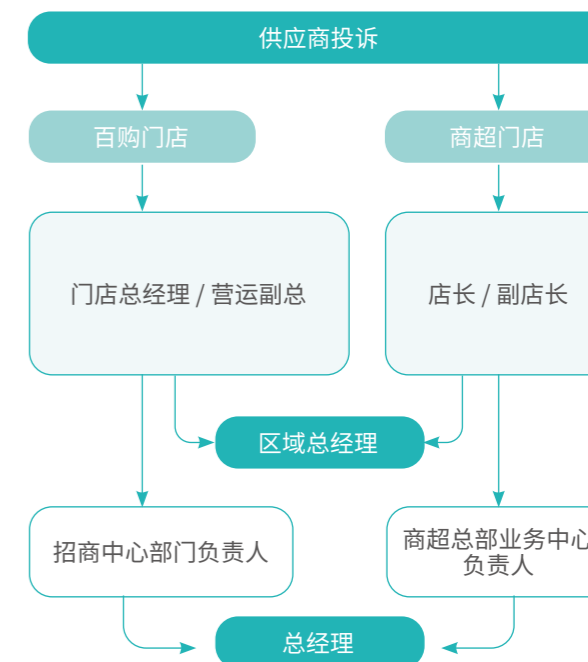 供应商投诉
百购门店
商超门店
门店总经理 / 营运副总
店长 / 副店长
区域总经理
招商中心部门负责人
商超总部业务中心
负责人
总经理